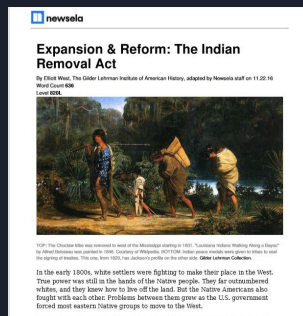 newsela
Expansion & Reform: The Indian
Removal Act
By Elliott West, The Gilder Lehrman Institute of American History, adapted by Newsela staff on 11.22.16
Word Count 636
Level 820L
TOP: The Choctaw tribe was removed to west of the Mississippi starting in 1831. "Louisiana Indians Walking Along a Bayou"
by Alfred Boisseau was painted in 1846. Courtesy of Wikipedia. BOTTOM: Indian peace medals were given to tribes to seal
the signing of treaties. This one, from 1829, has Jackson's profile on the other side. Gilder Lehrman Collection.
In the early 1800s, white settlers were fighting to make their place in the West.
True power was still in the hands of the Native people. They far outnumbered
whites, and they knew how to live off the land. But the Native Americans also
fought with each other. Problems between them grew as the U.S. government
forced most eastern Native groups to move to the West.